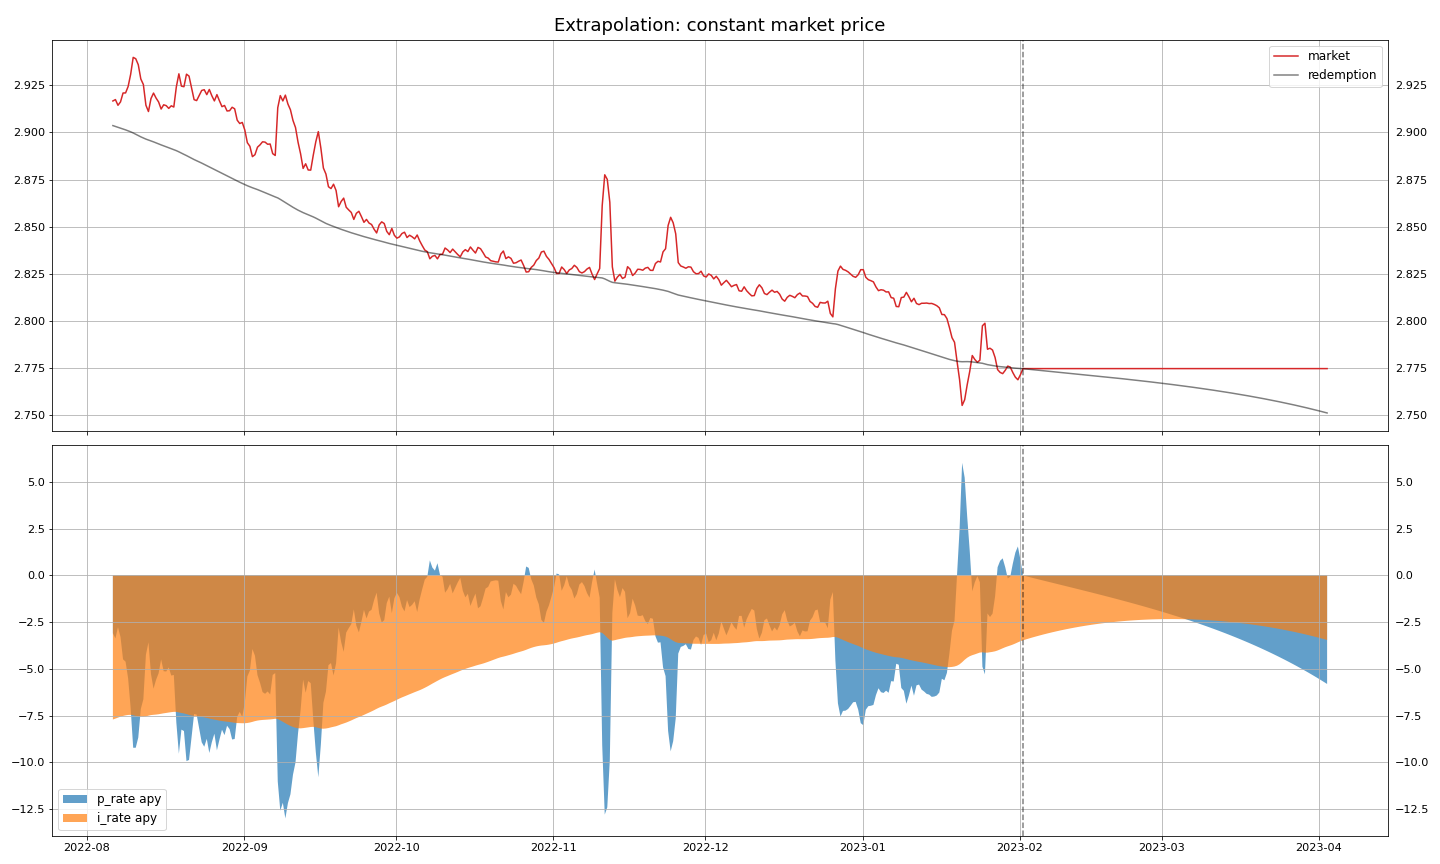 Extrapolation: constant market price
market
redemption
2.925 2.925
2.900 2.900
2.875 2.875
2.850 2.850
2.825 2.825
2.800 2.800
2.775 2.775
2.750 2.750
5.0 5.0
2.5 2.5
0.0 0.0
−2.5 −2.5
−5.0 −5.0
−7.5 −7.5
−10.0 −10.0
−12.5 −12.5
p_rate apy
i_rate apy
2022-08 2022-09 2022-10 2022-11 2022-12 2023-01 2023-02 2023-03 2023-04